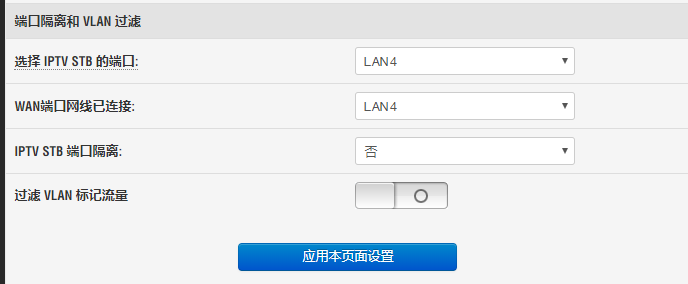 端口隔离和 VLAN 过滤
选择 IPTV STB 的端口: LAN4
WAN端口网线已连接: LAN4
IPTV STB 端口隔离: 否
过滤 VLAN 标记流量
应用本页面设置